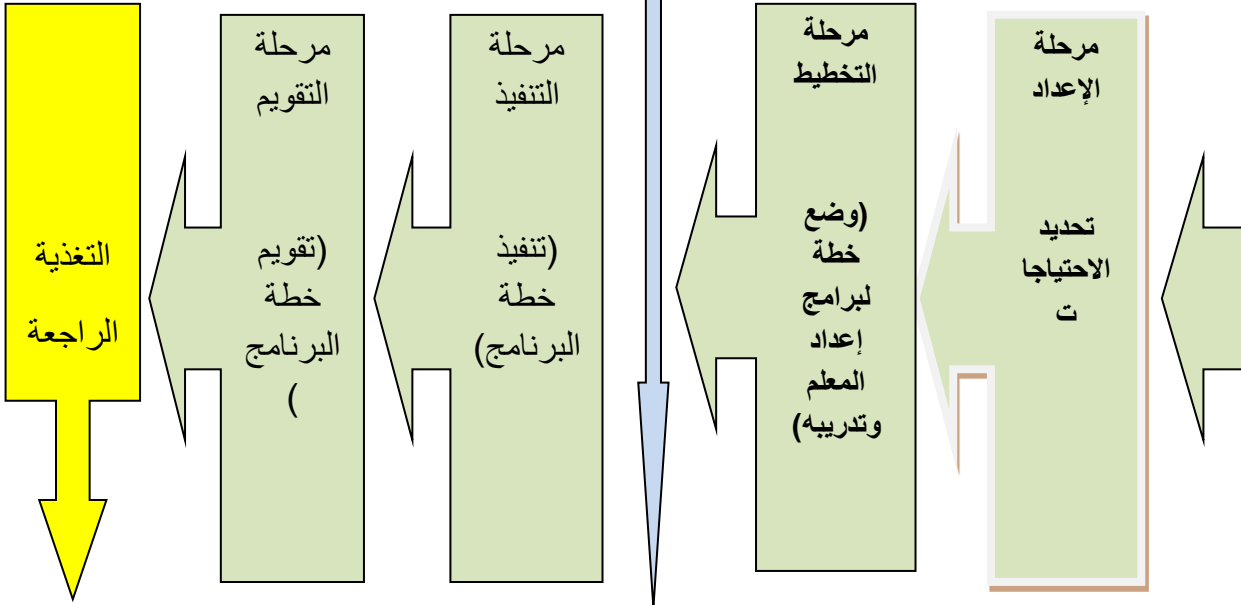 مرحلة
الإعداد
تحديد
الاحتياجا
ت
مرحلة
التخطيط
(وضع
خطة
لبرامج
إعداد
المعلم
وتدريبه)
مرحلة
التنفيذ
(تنفيذ
خطة
البرنامج)
مرحلة
التقويم
(تقويم
خطة
البرنامج
)
التغذية
الراجعة